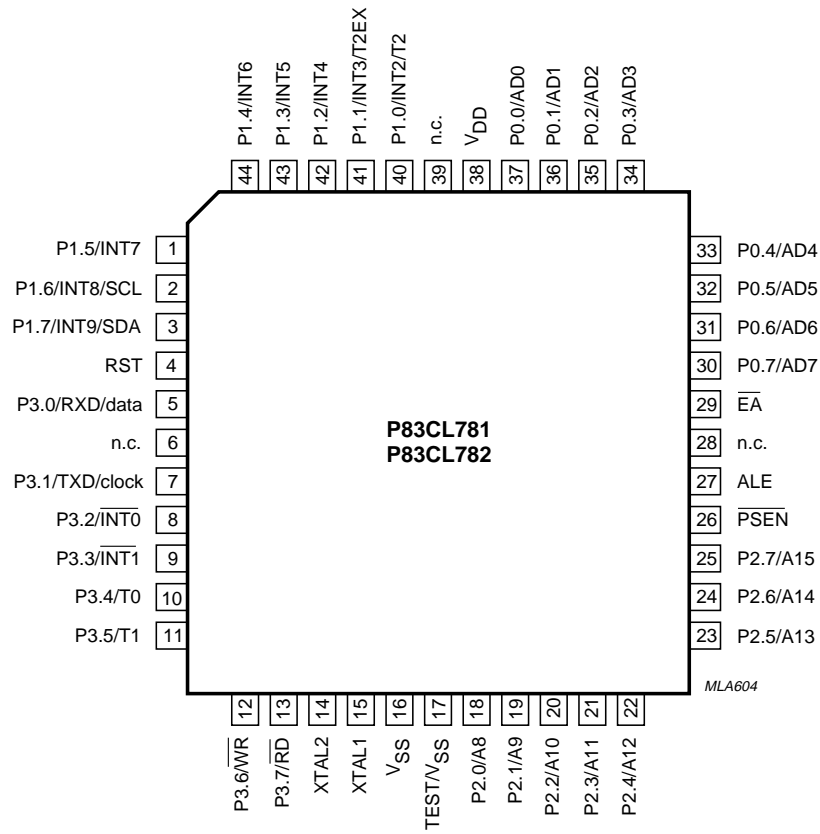 P1.4/INT6
P1.3/INT5
P1.2/INT4
P1.1/INT3/T2EX
P1.0/INT2/T2
n.c.
VDD
P0.0/AD0
P0.1/AD1
P0.2/AD2
P0.3/AD3
44 43 42 41 40 39 38 37 36 35 34
P1.5/INT7 1
P1.6/INT8/SCL 2
P1.7/INT9/SDA 3
RST 4
P3.0/RXD/data 5
n.c. 6
P3.1/TXD/clock 7
P3.2/I̅N̅T̅0̅ 8
P3.3/I̅N̅T̅1̅ 9
P3.4/T0 10
P3.5/T1 11
P83CL781
P83CL782
33 P0.4/AD4
32 P0.5/AD5
31 P0.6/AD6
30 P0.7/AD7
29 E̅A̅
28 n.c.
27 ALE
26 P̅S̅E̅N̅
25 P2.7/A15
24 P2.6/A14
23 P2.5/A13
MLA604
12 13 14 15 16 17 18 19 20 21 22
P3.6/W̅R̅
P3.7/R̅D̅
XTAL2
XTAL1
VSS
TEST/VSS
P2.0/A8
P2.1/A9
P2.2/A10
P2.3/A11
P2.4/A12